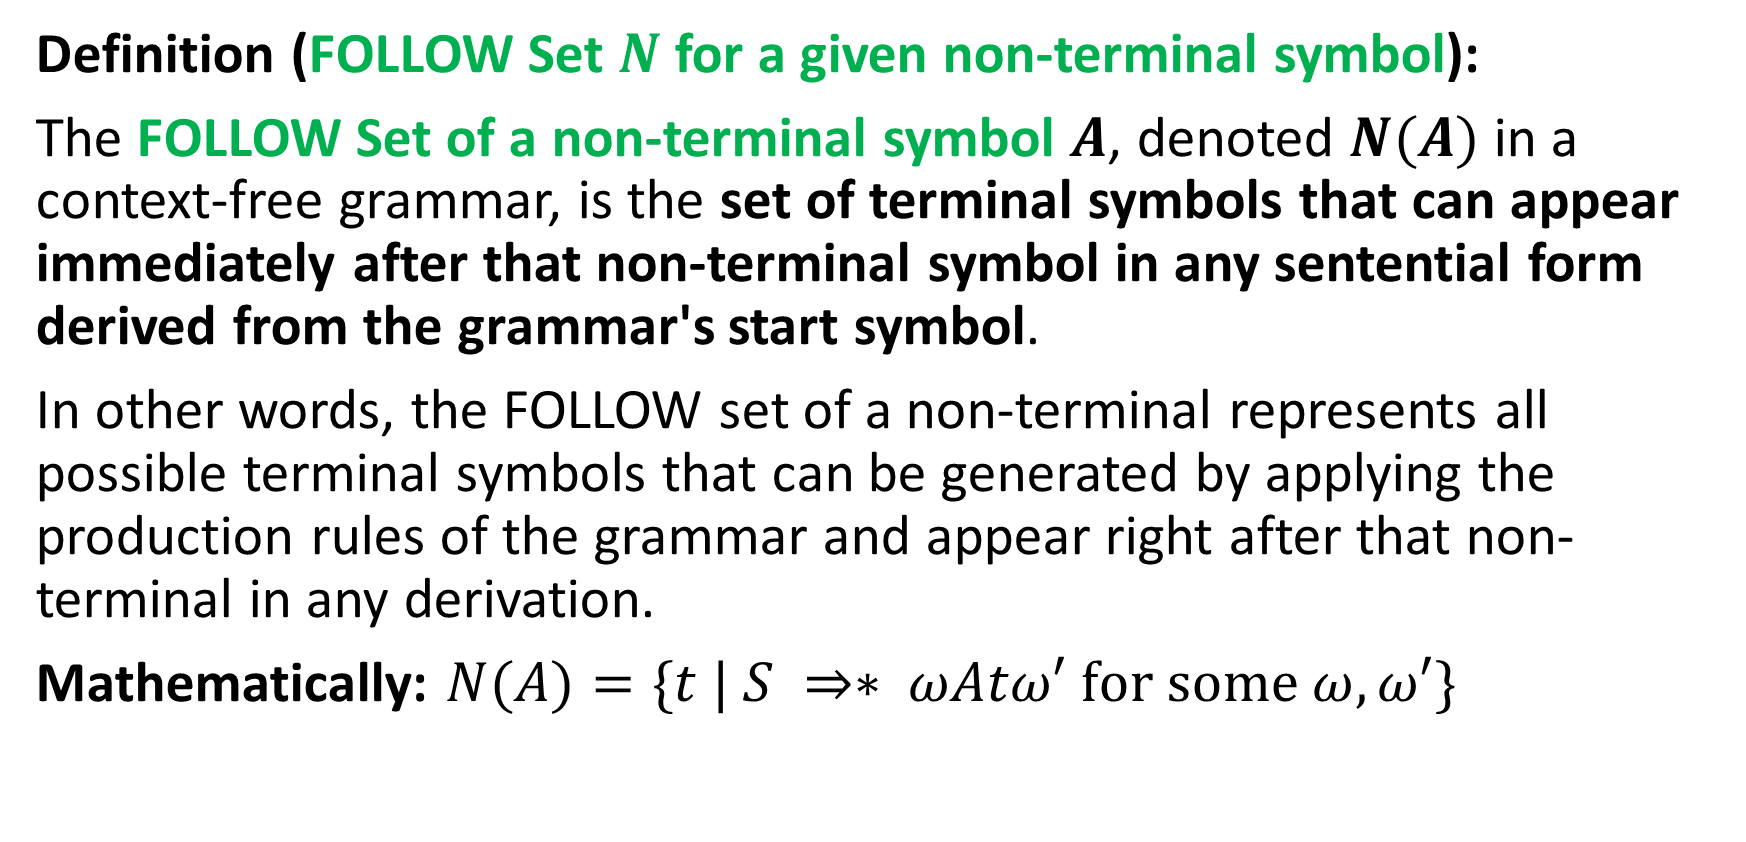 Definition (FOLLOW Set N for a given non-terminal symbol):
The FOLLOW Set of a non-terminal symbol A, denoted N(A) in a
context-free grammar, is the set of terminal symbols that can appear
immediately after that non-terminal symbol in any sentential form
derived from the grammar's start symbol.
In other words, the FOLLOW set of a non-terminal represents all
possible terminal symbols that can be generated by applying the
production rules of the grammar and appear right after that non-
terminal in any derivation.
Mathematically: N(A) = {t | S ⇒∗ ωAtω′ for some ω, ω′}